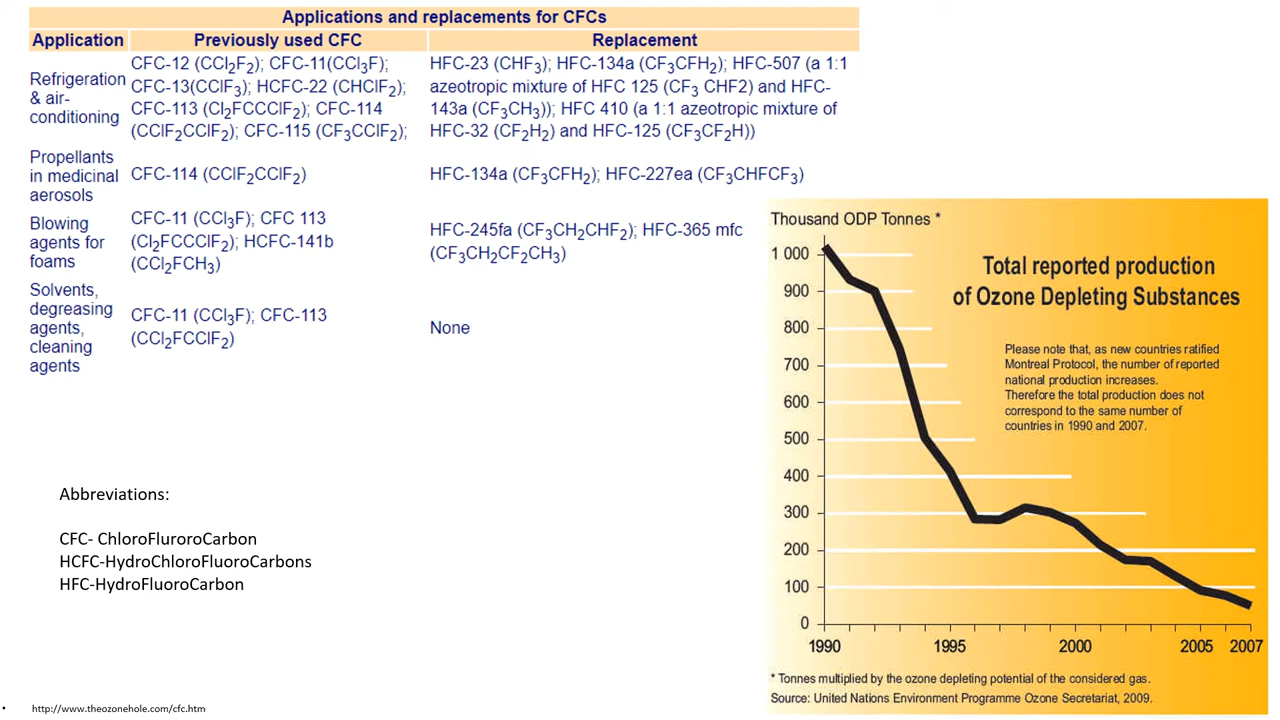 Applications and replacements for CFCs
Application Previously used CFC Replacement
Refrigeration
& air-
conditioning
CFC-12 (CCl₂F₂); CFC-11(CCl₃F);
CFC-13(CClF₃); HCFC-22 (CHClF₂);
CFC-113 (Cl₂FCCClF₂); CFC-114
(CClF₂CClF₂); CFC-115 (CF₃CClF₂);
HFC-23 (CHF₃); HFC-134a (CF₃CFH₂); HFC-507 (a 1:1
azeotropic mixture of HFC 125 (CF₃ CHF2) and HFC-
143a (CF₃CH₃)); HFC 410 (a 1:1 azeotropic mixture of
HFC-32 (CF₂H₂) and HFC-125 (CF₃CF₂H))
Propellants
in medicinal
aerosols
CFC-114 (CClF₂CClF₂)
HFC-134a (CF₃CFH₂); HFC-227ea (CF₃CHFCF₃)
Blowing
agents for
foams
CFC-11 (CCl₃F); CFC 113
(Cl₂FCCClF₂); HCFC-141b
(CCl₂FCH₃)
HFC-245fa (CF₃CH₂CHF₂); HFC-365 mfc
(CF₃CH₂CF₂CH₃)
Solvents,
degreasing
agents,
cleaning
agents
CFC-11 (CCl₃F); CFC-113
(CCl₂FCClF₂)
None
Abbreviations:
CFC- ChloroFluroroCarbon
HCFC-HydroChloroFluoroCarbons
HFC-HydroFluoroCarbon
• http://www.theozonehole.com/cfc.htm
Thousand ODP Tonnes *
Total reported production
of Ozone Depleting Substances
Please note that, as new countries ratified
Montreal Protocol, the number of reported
national production increases.
Therefore the total production does not
correspond to the same number of
countries in 1990 and 2007.
1 000
900
800
700
600
500
400
300
200
100
0
1990 1995 2000 2005 2007
* Tonnes multiplied by the ozone depleting potential of the considered gas.
Source: United Nations Environment Programme Ozone Secretariat, 2009.